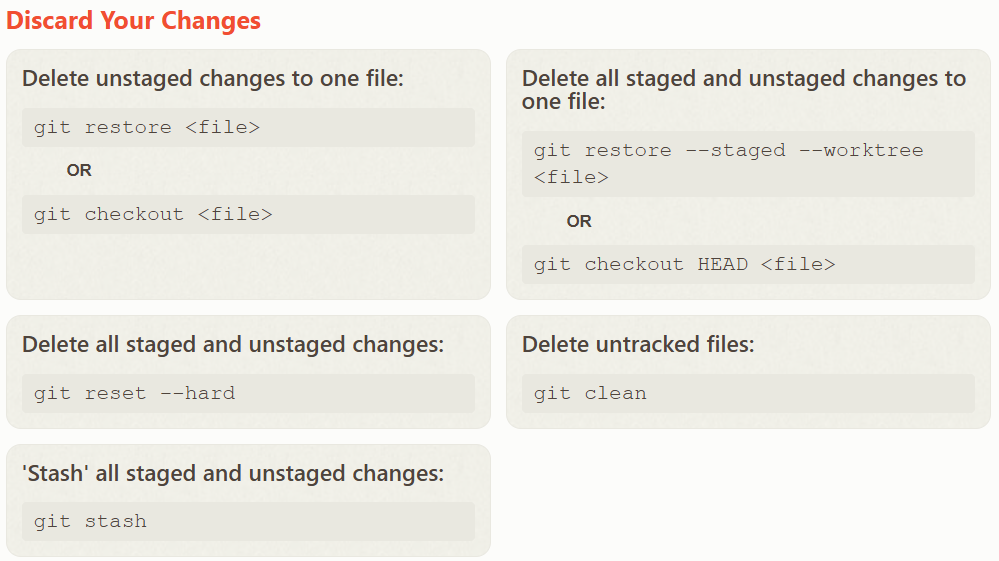 Discard Your Changes
Delete unstaged changes to one file:
git restore <file>
OR
git checkout <file>
Delete all staged and unstaged changes to
one file:
git restore --staged --worktree
<file>
OR
git checkout HEAD <file>
Delete all staged and unstaged changes:
git reset --hard
Delete untracked files:
git clean
'Stash' all staged and unstaged changes:
git stash